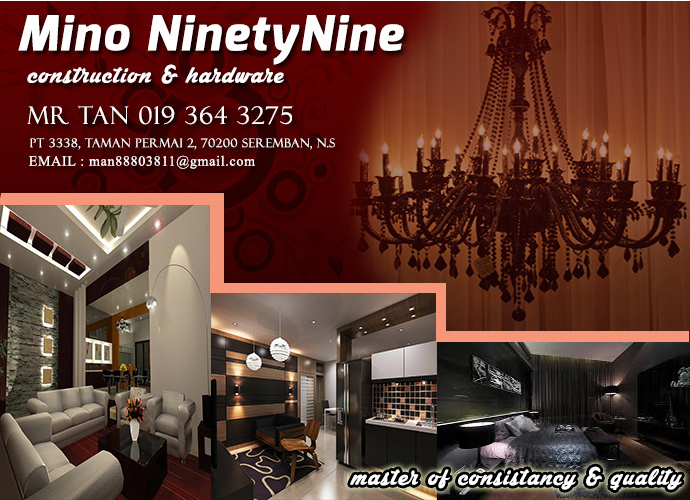 Mino NinetyNine
construction & hardware
MR TAN 019 364 3275
PT 3338, TAMAN PERMAI 2, 70200 SEREMBAN, N.S
EMAIL : man88803811@gmail.com
master of consistancy & quality